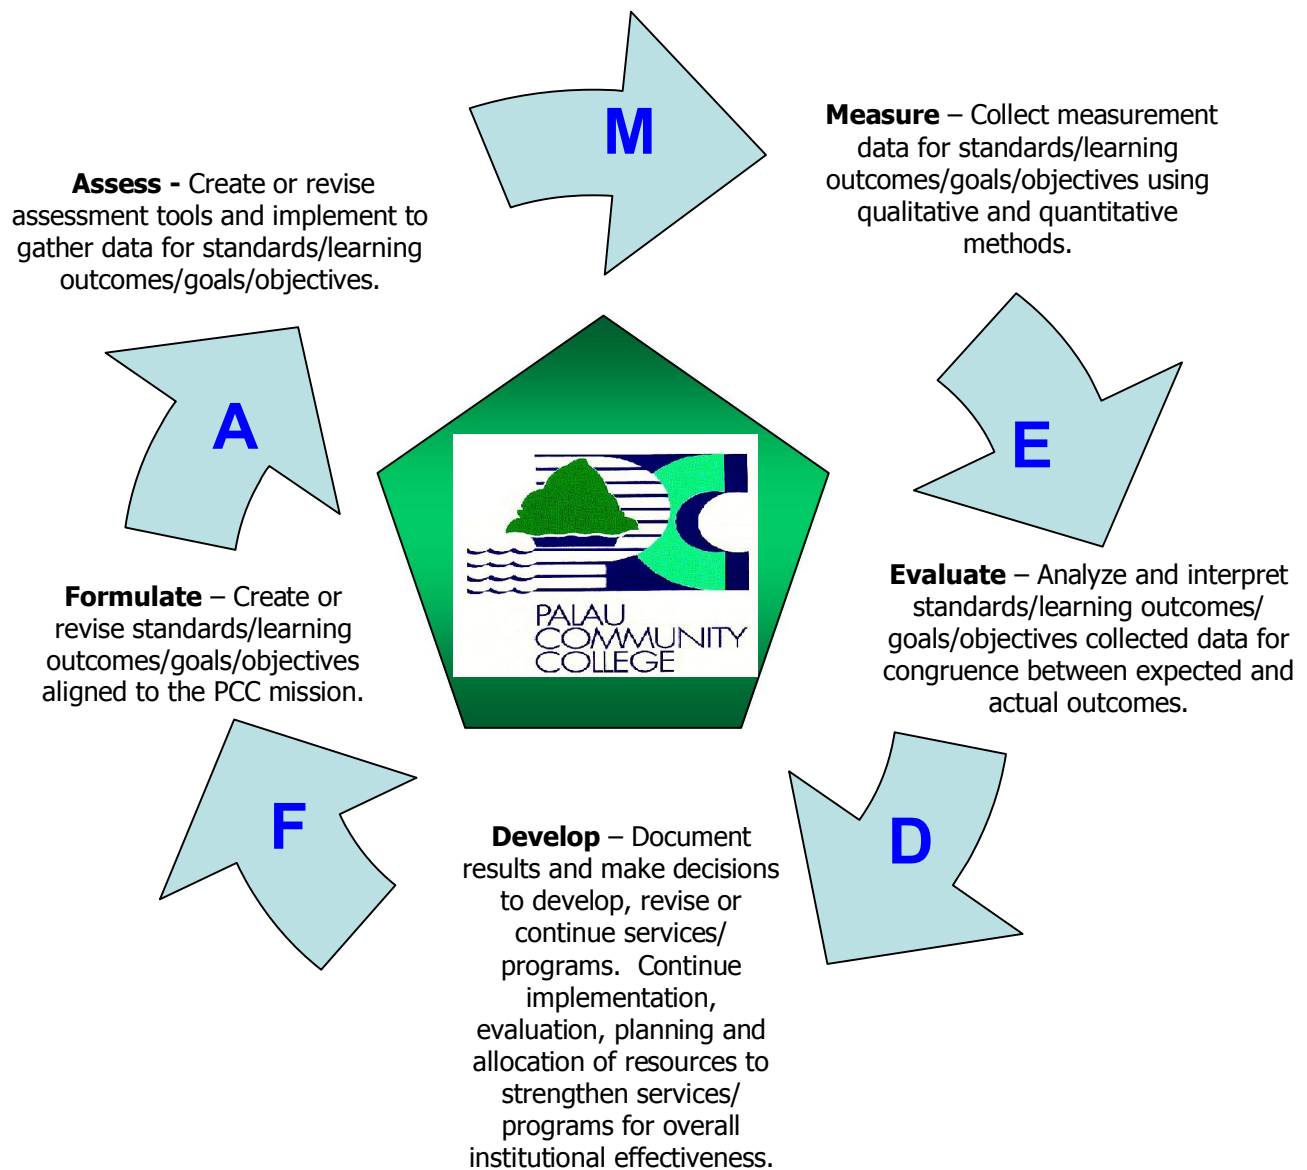 M
Measure – Collect measurement
data for standards/learning
outcomes/goals/objectives using
qualitative and quantitative
methods.
Assess - Create or revise
assessment tools and implement to
gather data for standards/learning
outcomes/goals/objectives.
A
E
PALAU
COMMUNITY
COLLEGE
Formulate – Create or
revise standards/learning
outcomes/goals/objectives
aligned to the PCC mission.
Evaluate – Analyze and interpret
standards/learning outcomes/
goals/objectives collected data for
congruence between expected and
actual outcomes.
F
D
Develop – Document
results and make decisions
to develop, revise or
continue services/
programs.  Continue
implementation,
evaluation, planning and
allocation of resources to
strengthen services/
programs for overall
institutional effectiveness.